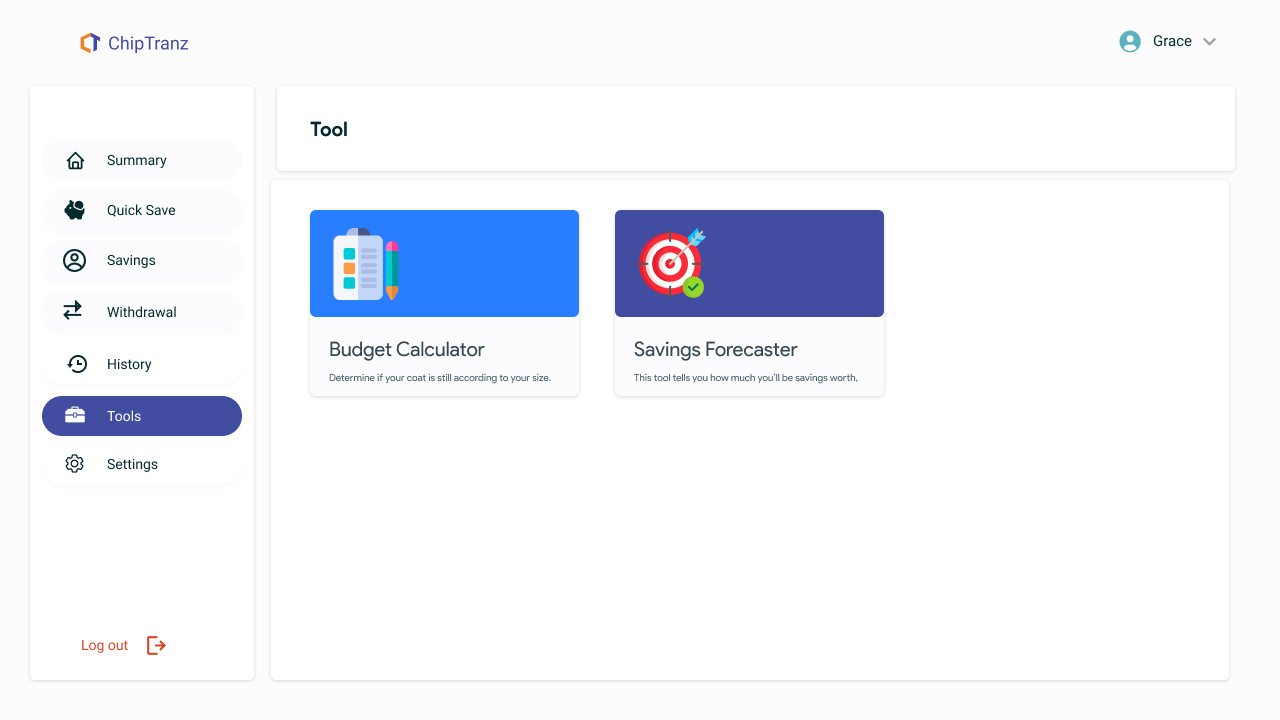 ChipTranz
Grace
Summary
Quick Save
Savings
Withdrawal
History
Tools
Settings
Log out
Tool
Budget Calculator
Determine if your coat is still according to your size.
Savings Forecaster
This tool tells you how much you'll be savings worth,